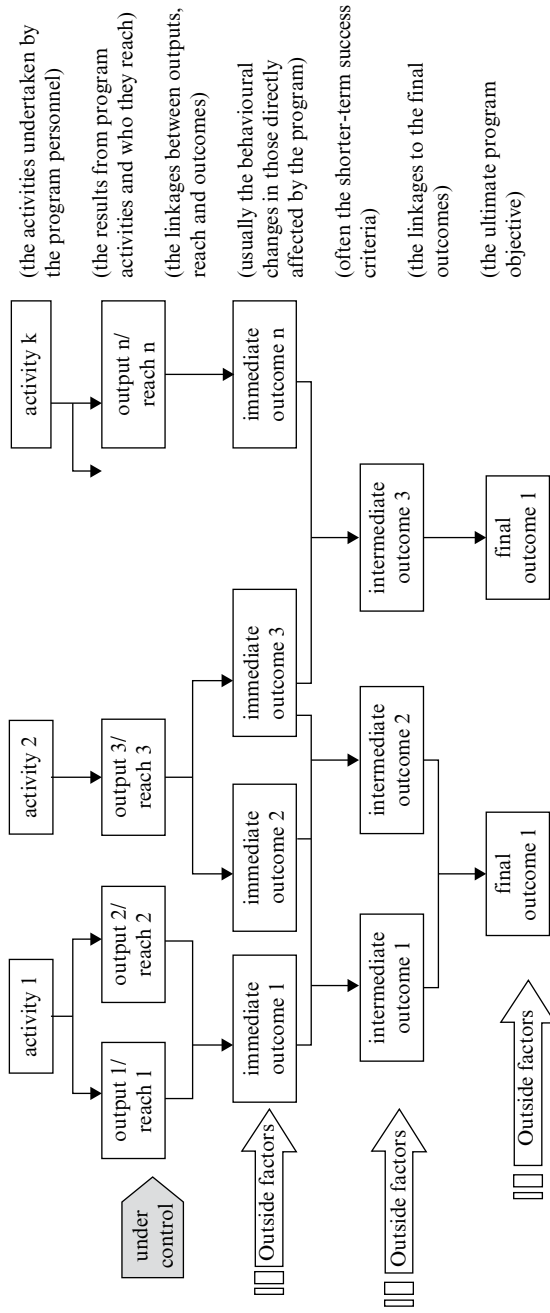 activity 1
activity 2
activity k
(the activities undertaken by
the program personnel)
under
control
output 1/
reach 1
output 2/
reach 2
output 3/
reach 3
output n/
reach n
(the results from program
activities and who they reach)
(the linkages between outputs,
reach and outcomes)
Outside factors
immediate
outcome 1
immediate
outcome 2
immediate
outcome 3
immediate
outcome n
(usually the behavioural
changes in those directly
affected by the program)
Outside factors
intermediate
outcome 1
intermediate
outcome 2
intermediate
outcome 3
(often the shorter-term success
criteria)
(the linkages to the final
outcomes)
Outside factors
final
outcome 1
final
outcome 1
(the ultimate program
objective)